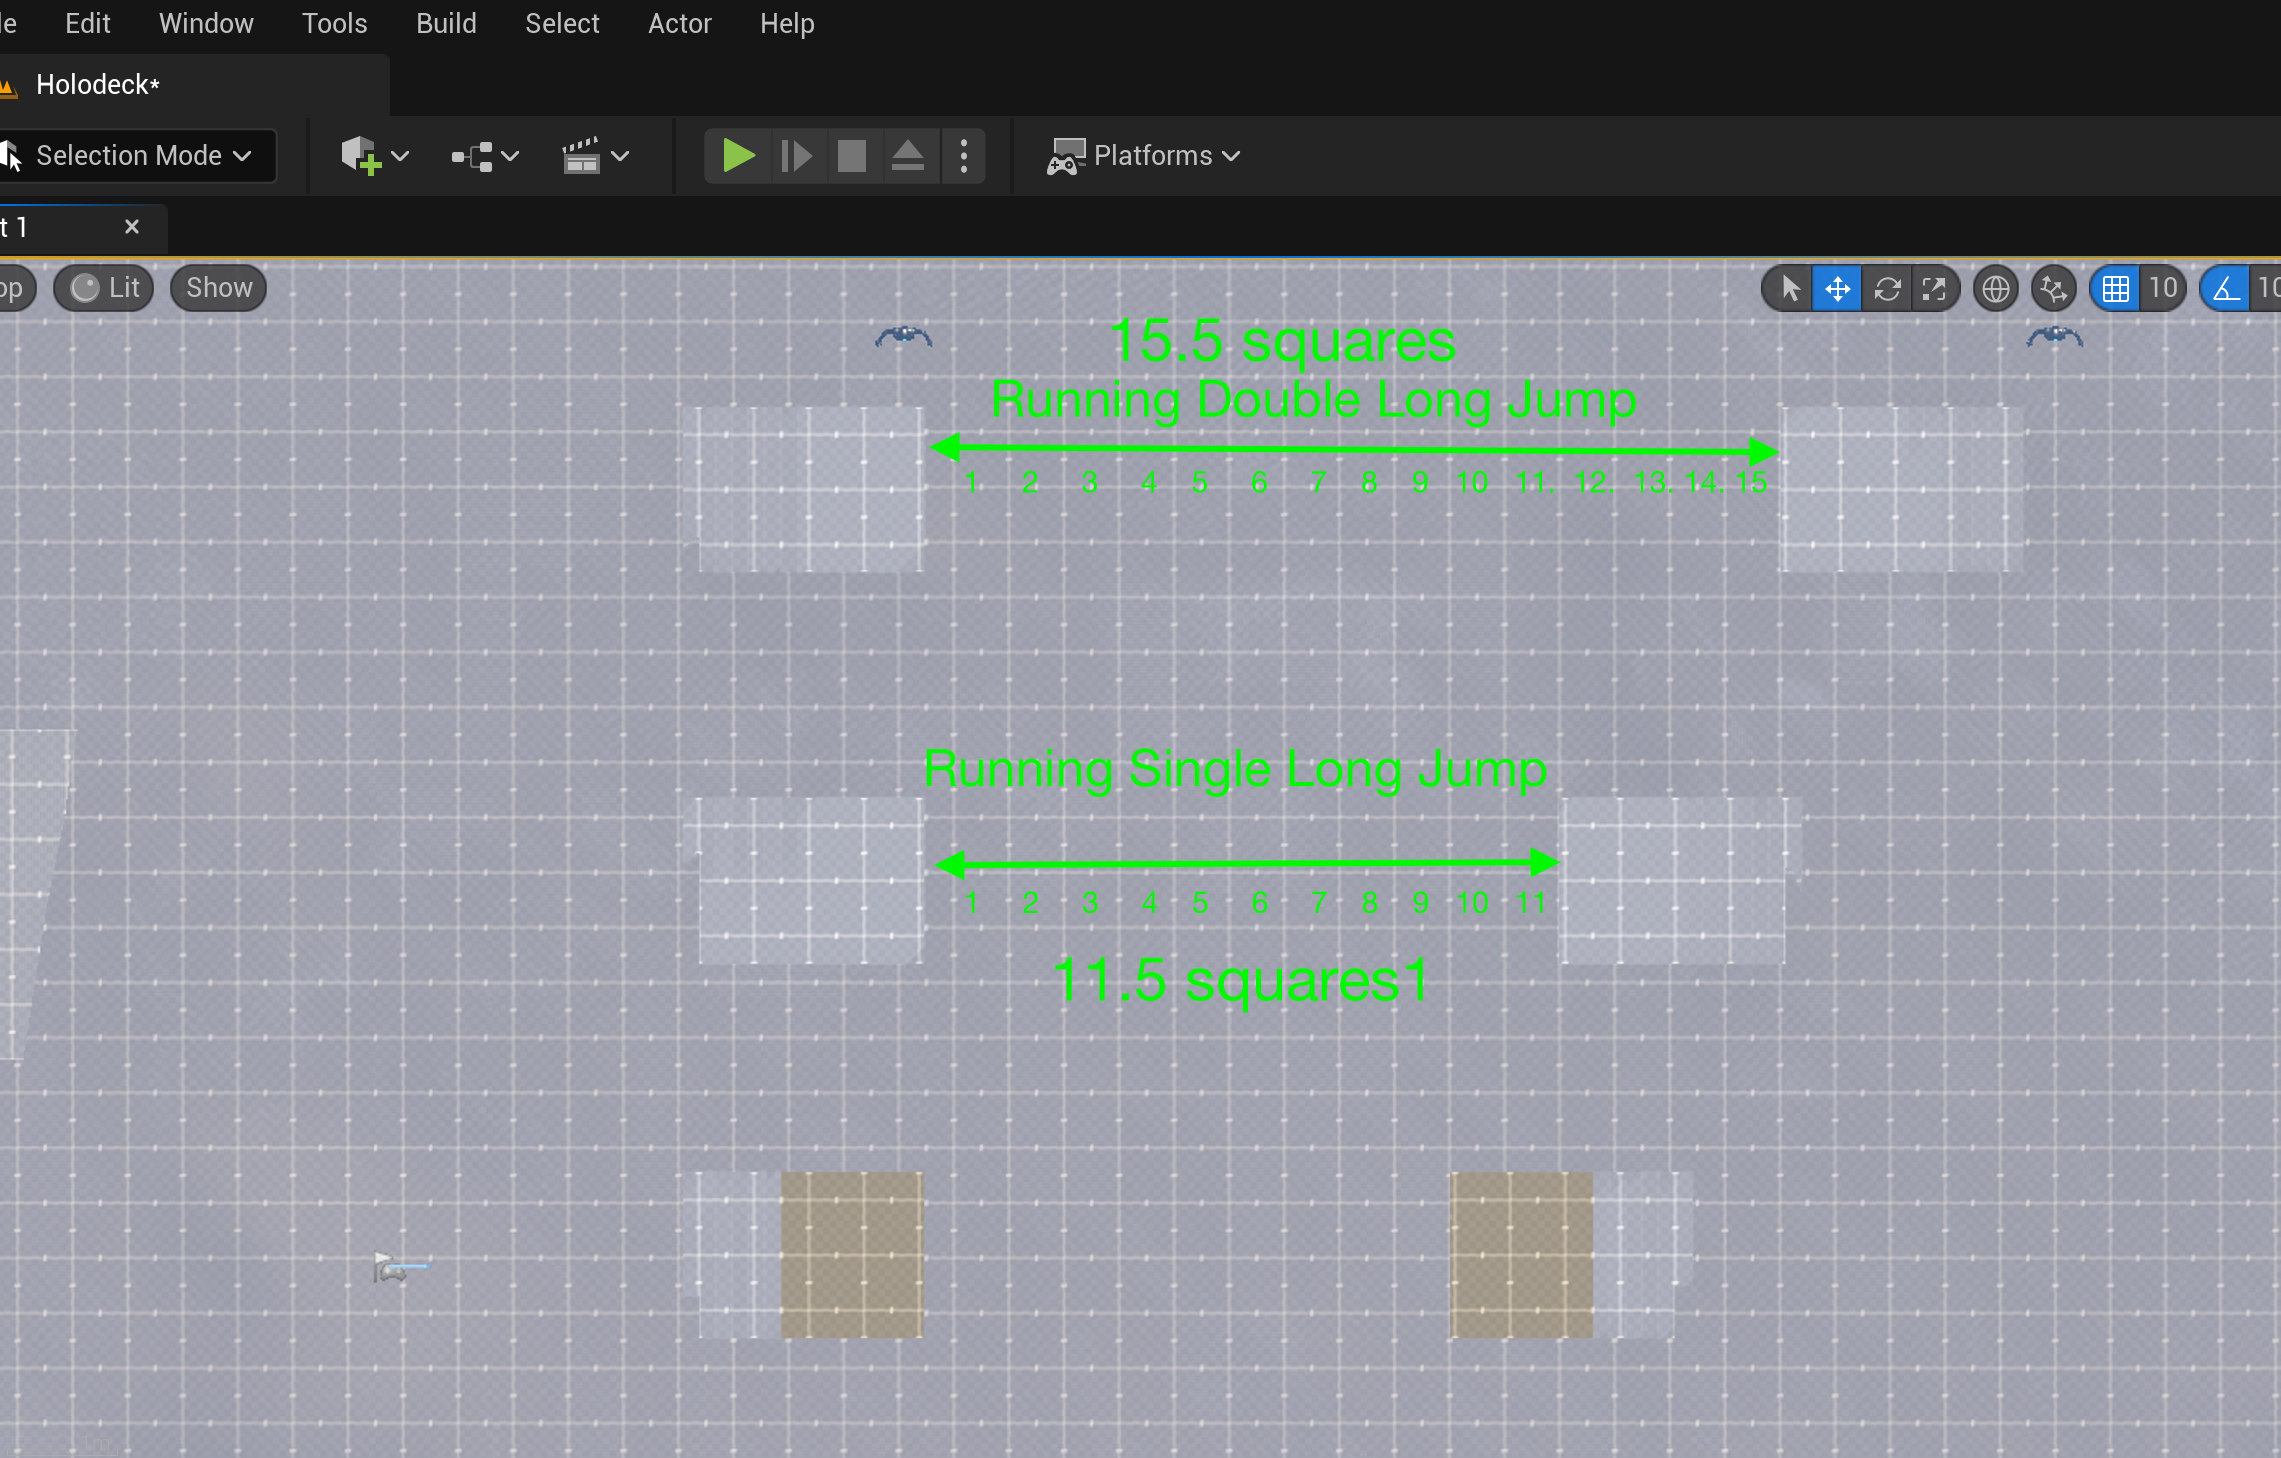 le Edit Window Tools Build Select Actor Help
Holodeck*
Selection Mode Platforms
t 1
op Lit Show 10 10
15.5 squares
Running Double Long Jump
1 2 3 4 5 6 7 8 9 10 11. 12. 13. 14. 15
Running Single Long Jump
1 2 3 4 5 6 7 8 9 10 11
11.5 squares1